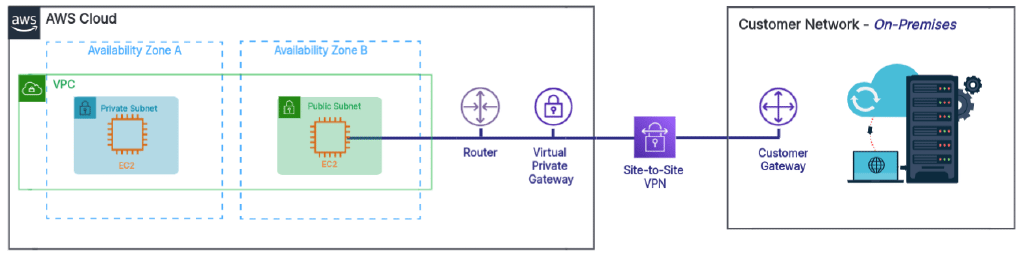 aws
AWS Cloud
Availability Zone A
Availability Zone B
VPC
Private Subnet
EC2
Public Subnet
EC2
Router
Virtual
Private
Gateway
Site-to-Site
VPN
Customer Network - On-Premises
Customer
Gateway